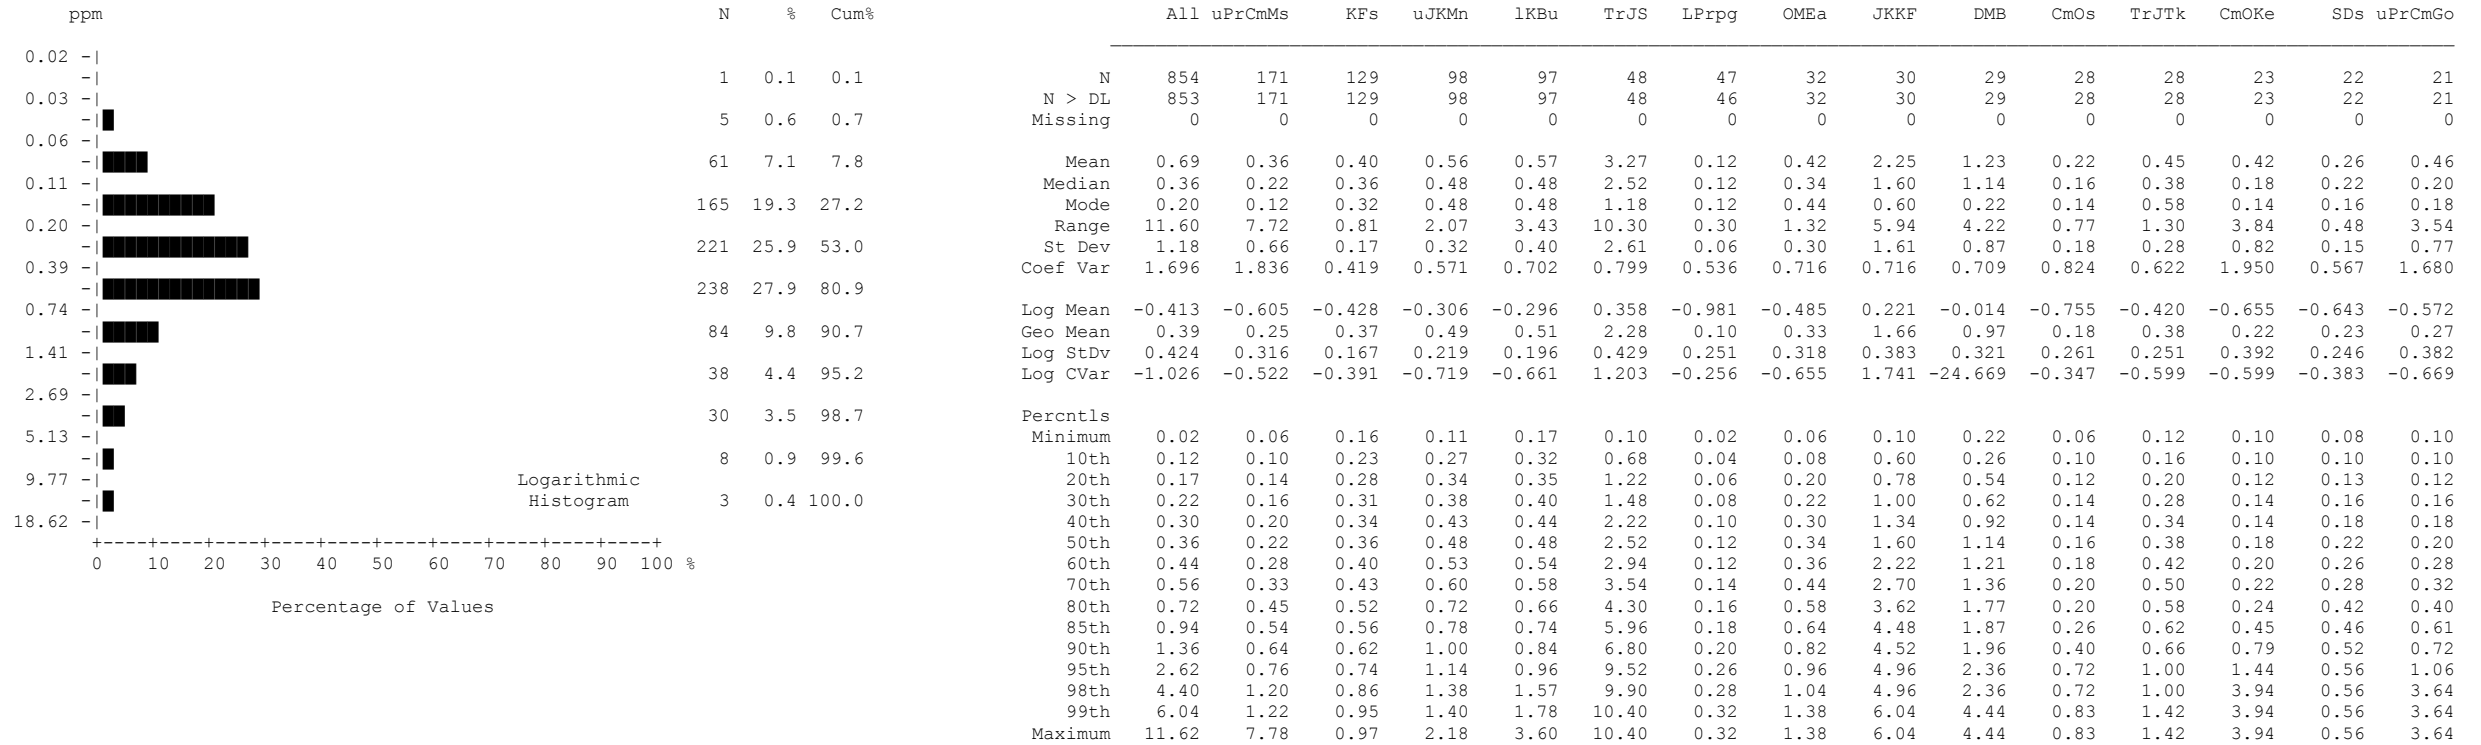 ppm N % Cum% All uPrCmMs KFs uJKMn lKBu TrJS LPrpg OMEa JKKF DMB CmOs TrJTk CmOKe SDs uPrCmGo
0.02 -|
-| 1 0.1 0.1 N 854 171 129 98 97 48 47 32 30 29 28 28 23 22 21
0.03 -| N > DL 853 171 129 98 97 48 46 32 30 29 28 28 23 22 21
-| 5 0.6 0.7 Missing 0 0 0 0 0 0 0 0 0 0 0 0 0 0 0
0.06 -|
-| 61 7.1 7.8 Mean 0.69 0.36 0.40 0.56 0.57 3.27 0.12 0.42 2.25 1.23 0.22 0.45 0.42 0.26 0.46
0.11 -| Median 0.36 0.22 0.36 0.48 0.48 2.52 0.12 0.34 1.60 1.14 0.16 0.38 0.18 0.22 0.20
-| 165 19.3 27.2 Mode 0.20 0.12 0.32 0.48 0.48 1.18 0.12 0.44 0.60 0.22 0.14 0.58 0.14 0.16 0.18
0.20 -| Range 11.60 7.72 0.81 2.07 3.43 10.30 0.30 1.32 5.94 4.22 0.77 1.30 3.84 0.48 3.54
-| 221 25.9 53.0 St Dev 1.18 0.66 0.17 0.32 0.40 2.61 0.06 0.30 1.61 0.87 0.18 0.28 0.82 0.15 0.77
0.39 -| Coef Var 1.696 1.836 0.419 0.571 0.702 0.799 0.536 0.716 0.716 0.709 0.824 0.622 1.950 0.567 1.680
-| 238 27.9 80.9
0.74 -| Log Mean -0.413 -0.605 -0.428 -0.306 -0.296 0.358 -0.981 -0.485 0.221 -0.014 -0.755 -0.420 -0.655 -0.643 -0.572
-| 84 9.8 90.7 Geo Mean 0.39 0.25 0.37 0.49 0.51 2.28 0.10 0.33 1.66 0.97 0.18 0.38 0.22 0.23 0.27
1.41 -| Log StDv 0.424 0.316 0.167 0.219 0.196 0.429 0.251 0.318 0.383 0.321 0.261 0.251 0.392 0.246 0.382
-| 38 4.4 95.2 Log CVar -1.026 -0.522 -0.391 -0.719 -0.661 1.203 -0.256 -0.655 1.741 -24.669 -0.347 -0.599 -0.599 -0.383 -0.669
2.69 -|
-| 30 3.5 98.7 Percntls
5.13 -| Minimum 0.02 0.06 0.16 0.11 0.17 0.10 0.02 0.06 0.10 0.22 0.06 0.12 0.10 0.08 0.10
-| 8 0.9 99.6 10th 0.12 0.10 0.23 0.27 0.32 0.68 0.04 0.08 0.60 0.26 0.10 0.16 0.10 0.10 0.10
9.77 -| Logarithmic 20th 0.17 0.14 0.28 0.34 0.35 1.22 0.06 0.20 0.78 0.54 0.12 0.20 0.12 0.13 0.12
-| Histogram 3 0.4 100.0 30th 0.22 0.16 0.31 0.38 0.40 1.48 0.08 0.22 1.00 0.62 0.14 0.28 0.14 0.16 0.16
18.62 -| 40th 0.30 0.20 0.34 0.43 0.44 2.22 0.10 0.30 1.34 0.92 0.14 0.34 0.14 0.18 0.18
+----+----+----+----+----+----+----+----+----+----+ 50th 0.36 0.22 0.36 0.48 0.48 2.52 0.12 0.34 1.60 1.14 0.16 0.38 0.18 0.22 0.20
0 10 20 30 40 50 60 70 80 90 100 % 60th 0.44 0.28 0.40 0.53 0.54 2.94 0.12 0.36 2.22 1.21 0.18 0.42 0.20 0.26 0.28
70th 0.56 0.33 0.43 0.60 0.58 3.54 0.14 0.44 2.70 1.36 0.20 0.50 0.22 0.28 0.32
Percentage of Values 80th 0.72 0.45 0.52 0.72 0.66 4.30 0.16 0.58 3.62 1.77 0.20 0.58 0.24 0.42 0.40
85th 0.94 0.54 0.56 0.78 0.74 5.96 0.18 0.64 4.48 1.87 0.26 0.62 0.45 0.46 0.61
90th 1.36 0.64 0.62 1.00 0.84 6.80 0.20 0.82 4.52 1.96 0.40 0.66 0.79 0.52 0.72
95th 2.62 0.76 0.74 1.14 0.96 9.52 0.26 0.96 4.96 2.36 0.72 1.00 1.44 0.56 1.06
98th 4.40 1.20 0.86 1.38 1.57 9.90 0.28 1.04 4.96 2.36 0.72 1.00 3.94 0.56 3.64
99th 6.04 1.22 0.95 1.40 1.78 10.40 0.32 1.38 6.04 4.44 0.83 1.42 3.94 0.56 3.64
Maximum 11.62 7.78 0.97 2.18 3.60 10.40 0.32 1.38 6.04 4.44 0.83 1.42 3.94 0.56 3.64